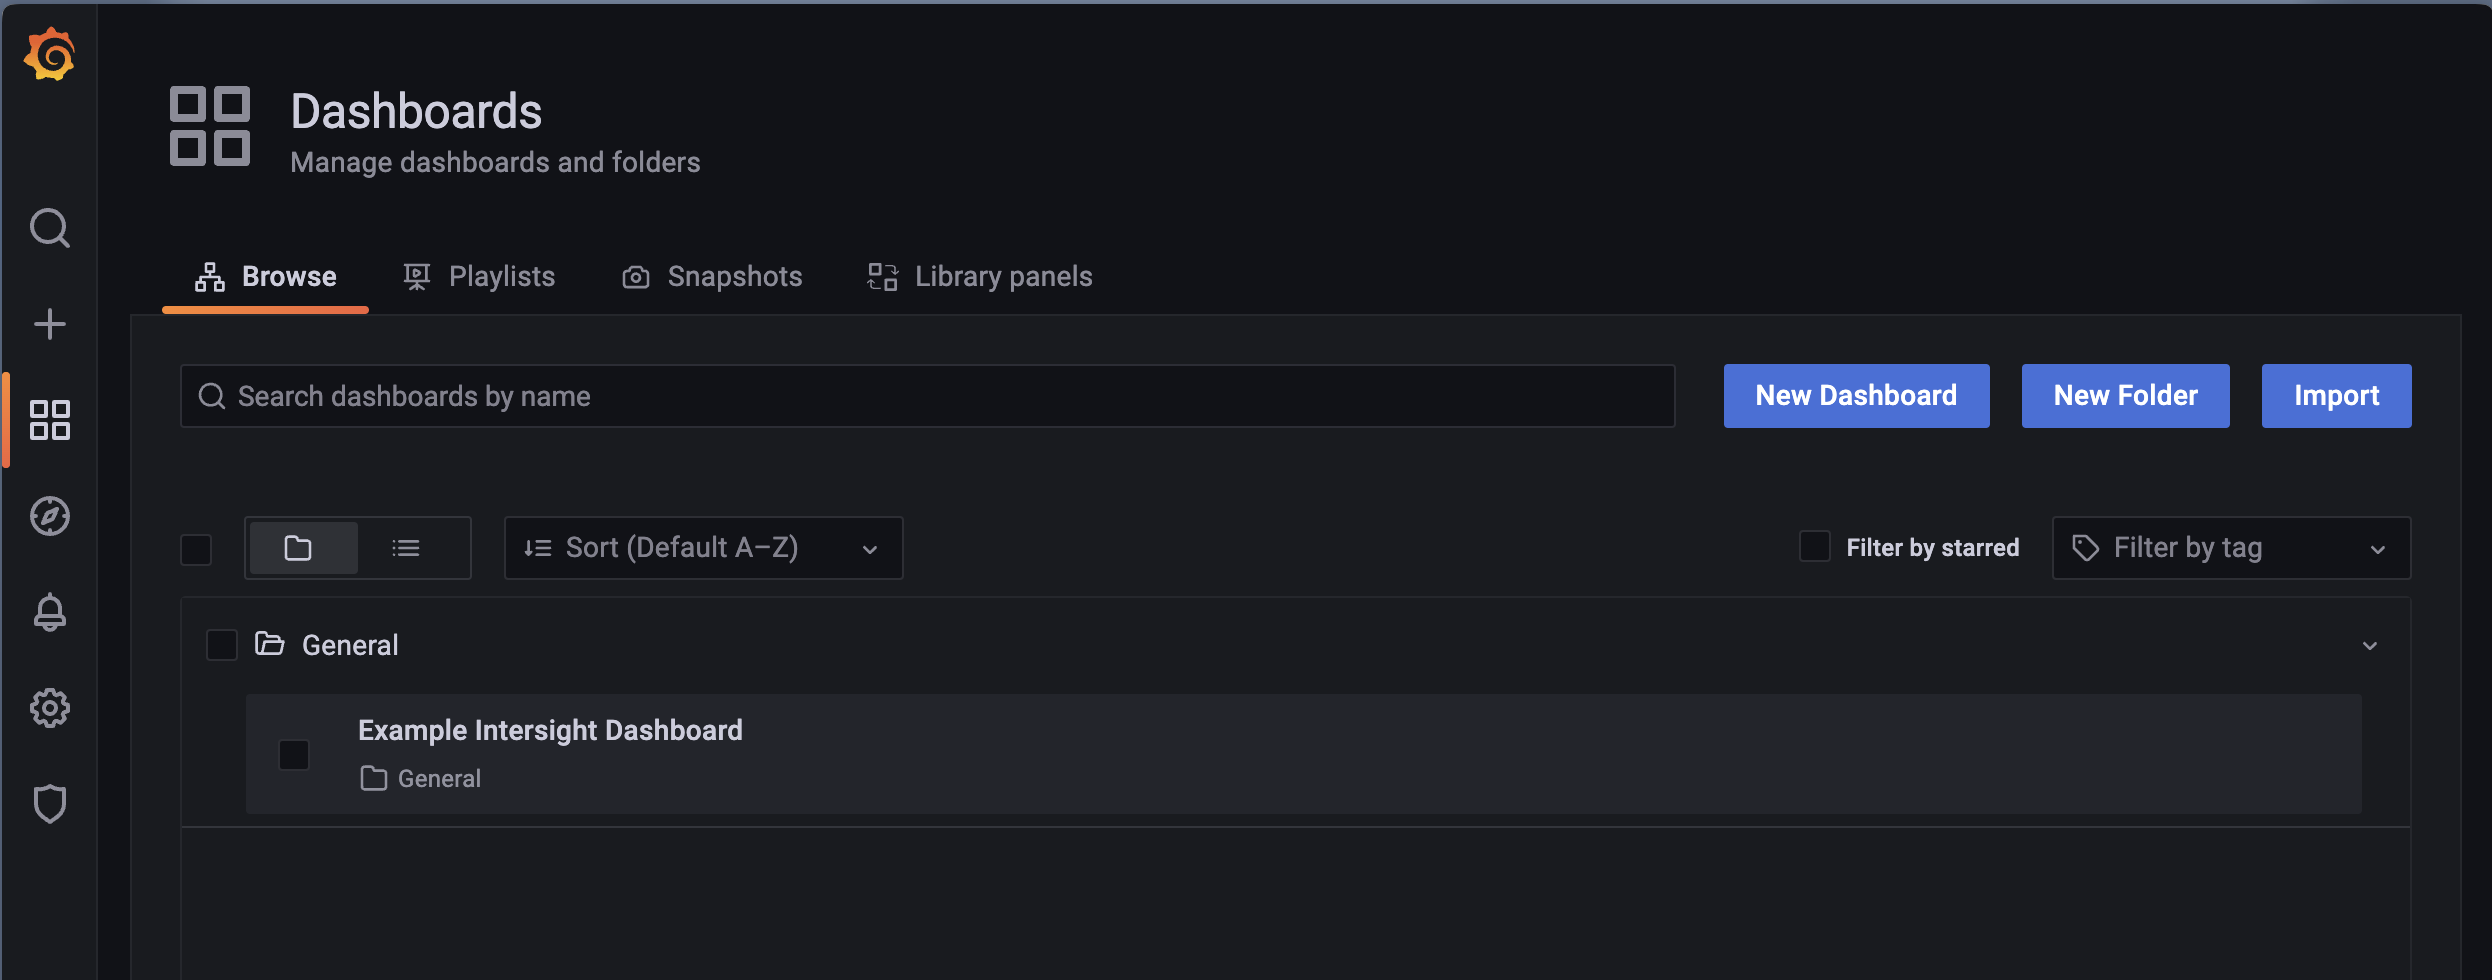 Dashboards
Manage dashboards and folders
Browse
Playlists
Snapshots
Library panels
Search dashboards by name
New Dashboard
New Folder
Import
Sort (Default A–Z)
Filter by starred
Filter by tag
General
Example Intersight Dashboard
General